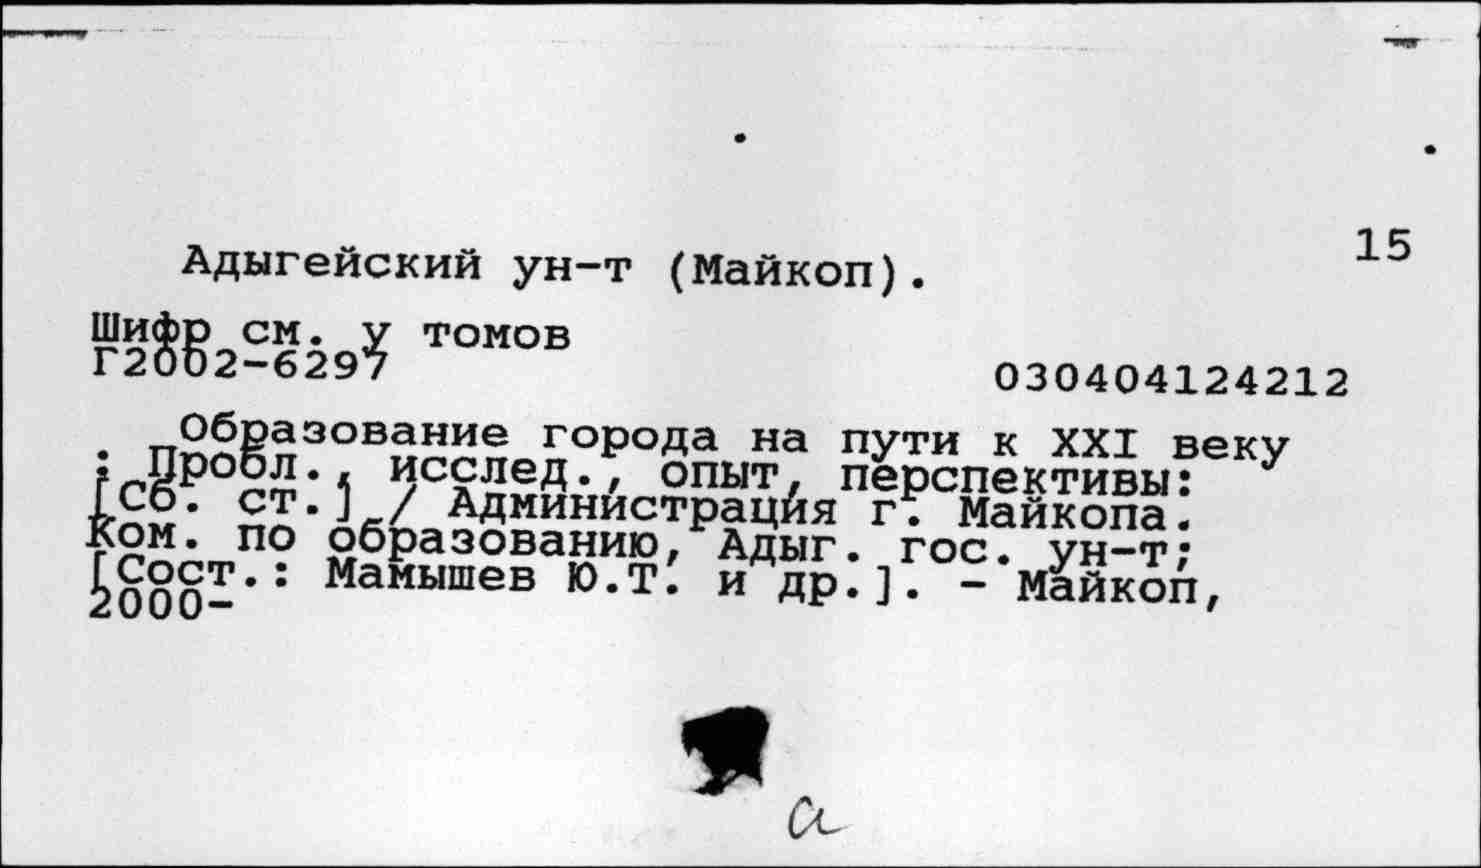 15
Адыгейский ун-т (Майкоп).
Шифр см. у томов
Г2002-6297
030404124212
Образование города на пути к XXI веку
: Пробл., исслед., опыт, перспективы:
[Сб. ст.] / Администрация г. Майкопа.
Ком. по образованию, Адыг. гос. ун-т;
[Сост.: Мамышев Ю.Т. и др.]. - Майкоп,
2000-
а